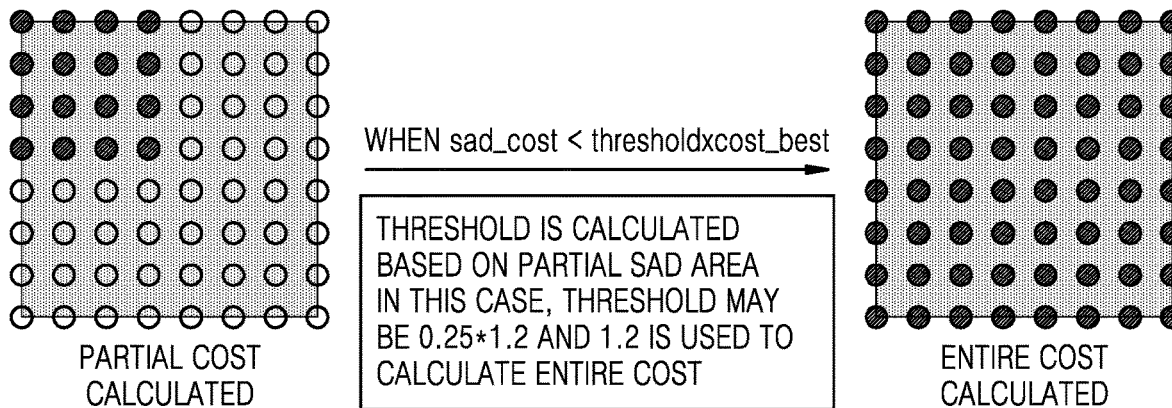 WHEN sad_cost < thresholdxcost_best
THRESHOLD IS CALCULATED
BASED ON PARTIAL SAD AREA
IN THIS CASE, THRESHOLD MAY
BE 0.25*1.2 AND 1.2 IS USED TO
CALCULATE ENTIRE COST
PARTIAL COST
CALCULATED
ENTIRE COST
CALCULATED